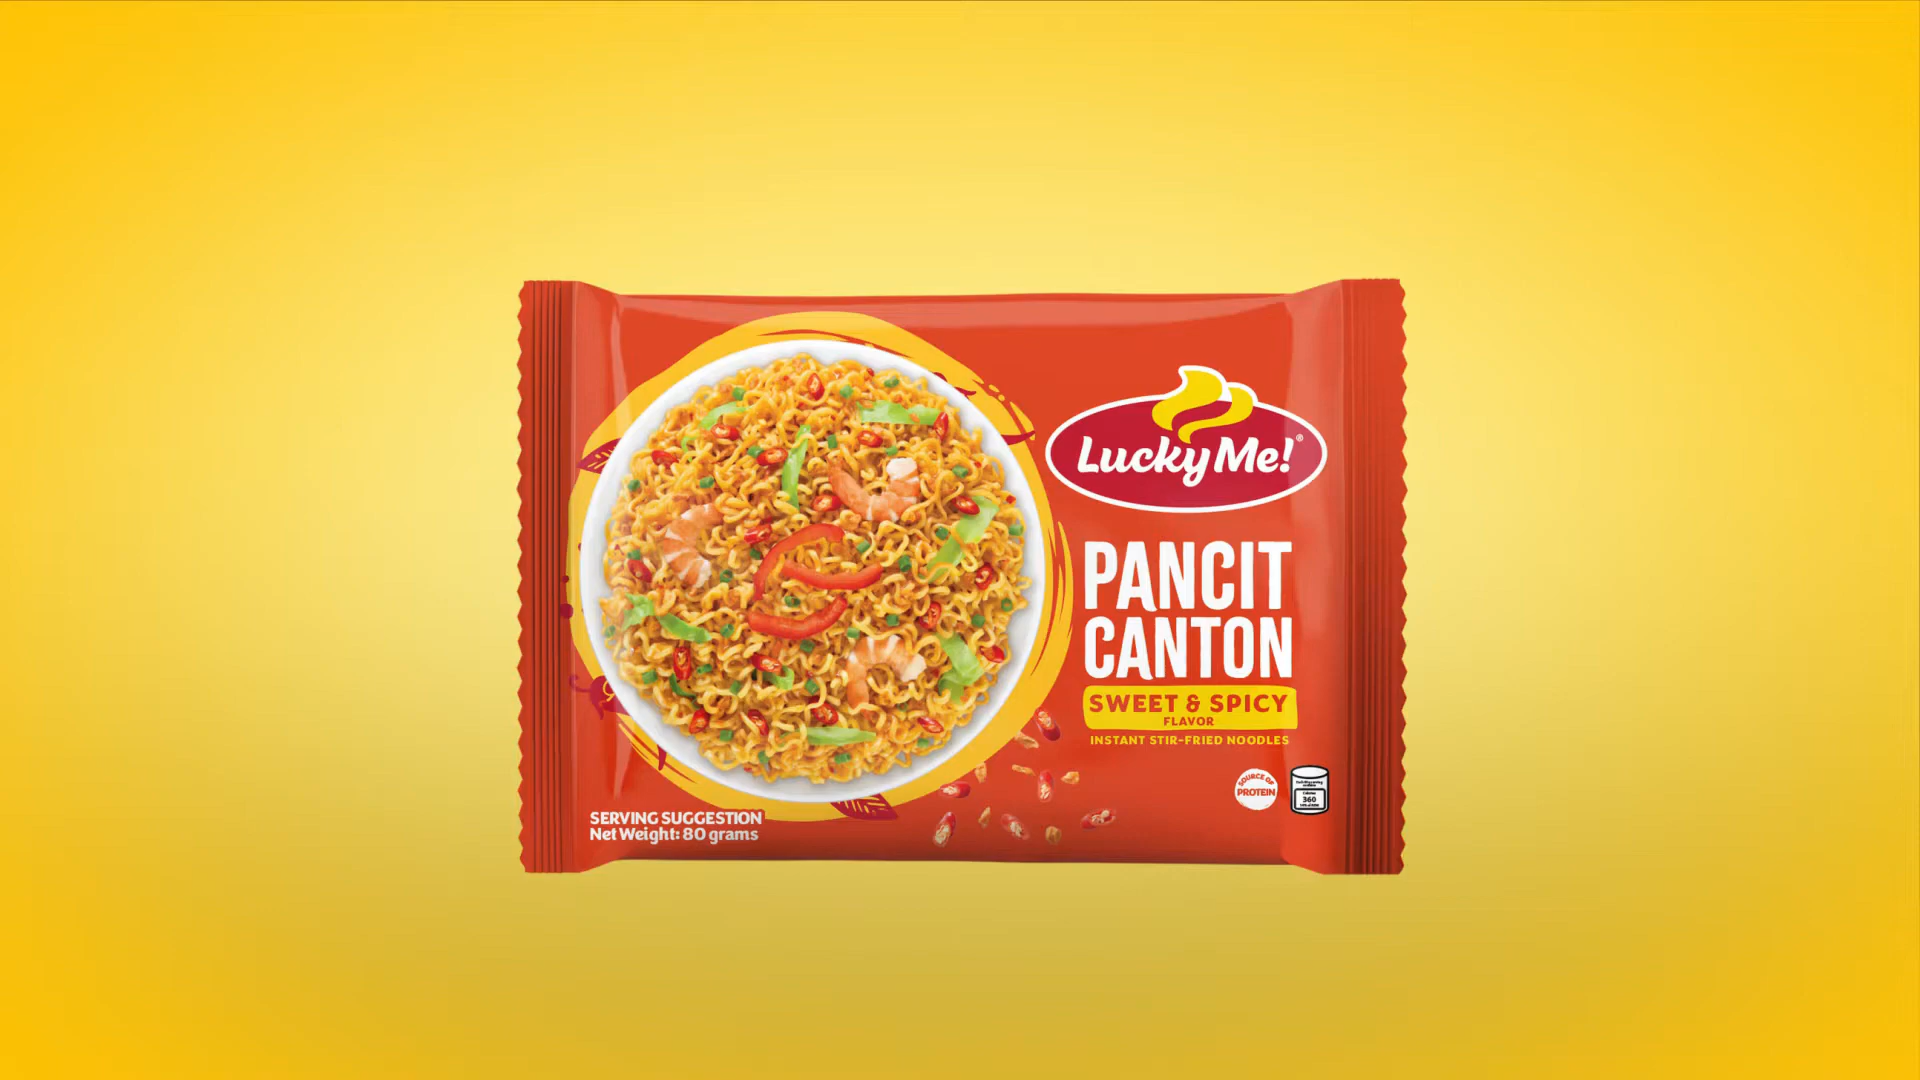 Lucky Me!®
PANCIT
CANTON
SWEET & SPICY
FLAVOR
INSTANT STIR-FRIED NOODLES
SOURCE OF
PROTEIN
Calories
360
SERVING SUGGESTION
Net Weight: 80 grams